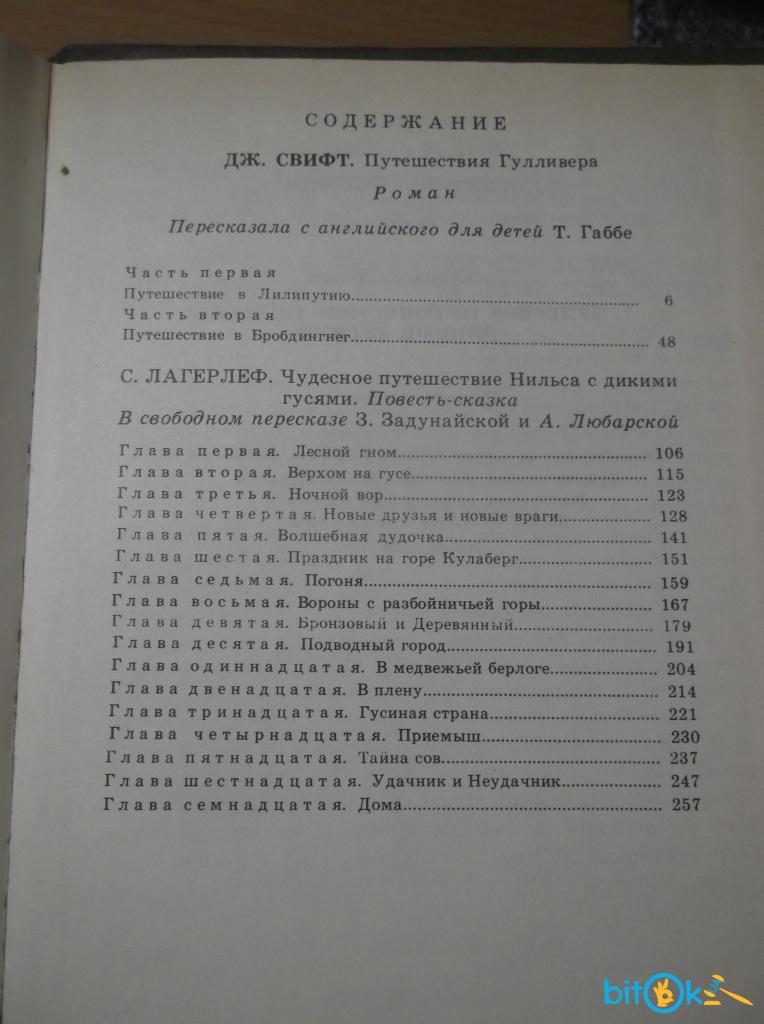 СОДЕРЖАНИЕ
ДЖ. СВИФТ. Путешествия Гулливера
Роман
Пересказала с английского для детей Т. Габбе
Часть первая
Путешествие в Лилипутию.......... 6
Часть вторая
Путешествие в Бробдингнег.......... 48
С. ЛАГЕРЛЕФ. Чудесное путешествие Нильса с дикими
гусями. Повесть-сказка
В свободном пересказе З. Задунайской и А. Любарской
Глава первая. Лесной гном.......... 106
Глава вторая. Верхом на гусе.......... 115
Глава третья. Ночной вор.......... 123
Глава четвертая. Новые друзья и новые враги.......... 128
Глава пятая. Волшебная дудочка.......... 141
Глава шестая. Праздник на горе Кулаберг.......... 151
Глава седьмая. Погоня.......... 159
Глава восьмая. Вороны с разбойничьей горы.......... 167
Глава девятая. Бронзовый и Деревянный.......... 179
Глава десятая. Подводный город.......... 191
Глава одиннадцатая. В медвежьей берлоге.......... 204
Глава двенадцатая. В плену.......... 214
Глава тринадцатая. Гусиная страна.......... 221
Глава четырнадцатая. Приемыш.......... 230
Глава пятнадцатая. Тайна сов.......... 237
Глава шестнадцатая. Удачник и Неудачник.......... 247
Глава семнадцатая. Дома.......... 257
bitok